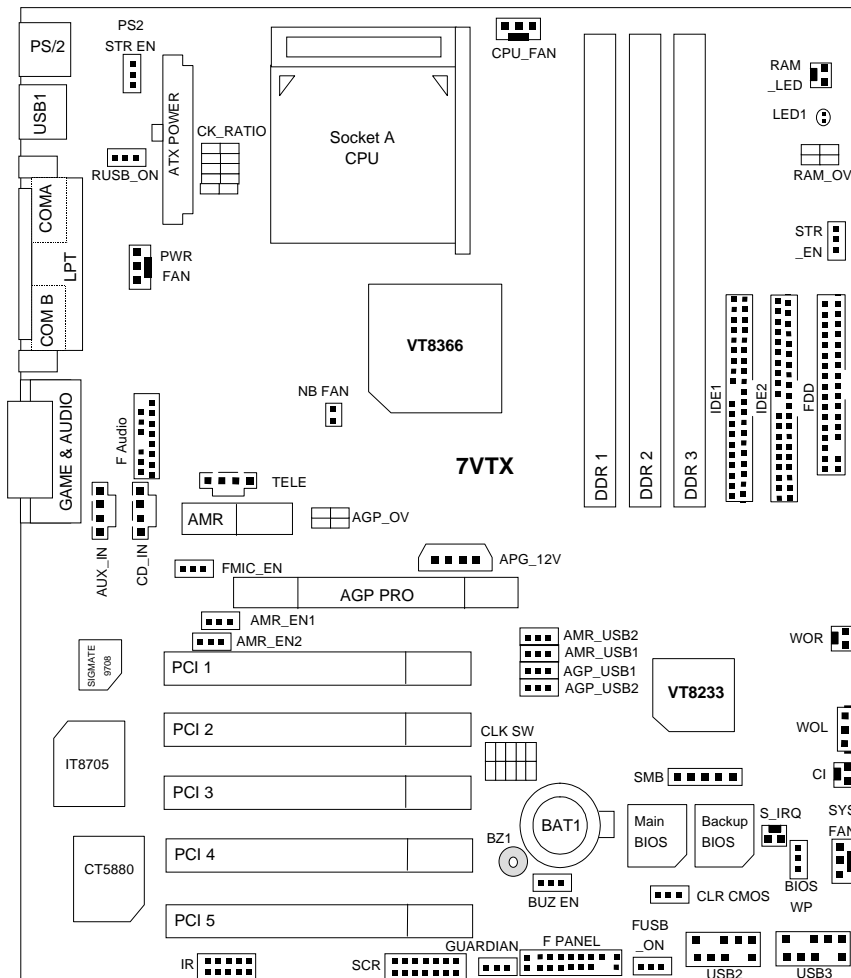 PS/2
PS2
STR EN
CPU_FAN
RAM
_LED
USB1
ATX POWER
CK_RATIO
Socket A
CPU
LED1
RUSB_ON
RAM_OV
COMA
LPT
COM B
PWR
FAN
STR
_EN
VT8366
NB FAN
DDR 1
DDR 2
DDR 3
IDE1
IDE2
FDD
GAME & AUDIO
F Audio
7VTX
TELE
AMR
AGP_OV
AUX_IN
CD_IN
FMIC_EN
APG_12V
AGP PRO
AMR_EN1
AMR_EN2
AMR_USB2
AMR_USB1
AGP_USB1
AGP_USB2
WOR
SIGMATE
9708
PCI 1
VT8233
PCI 2
CLK SW
WOL
IT8705
SMB
CI
PCI 3
BAT1
Main
BIOS
Backup
BIOS
S_IRQ
SYS
FAN
BZ1
PCI 4
CT5880
BUZ EN
CLR CMOS
BIOS
WP
PCI 5
FUSB
_ON
GUARDIAN
F PANEL
IR
SCR
USB2
USB3